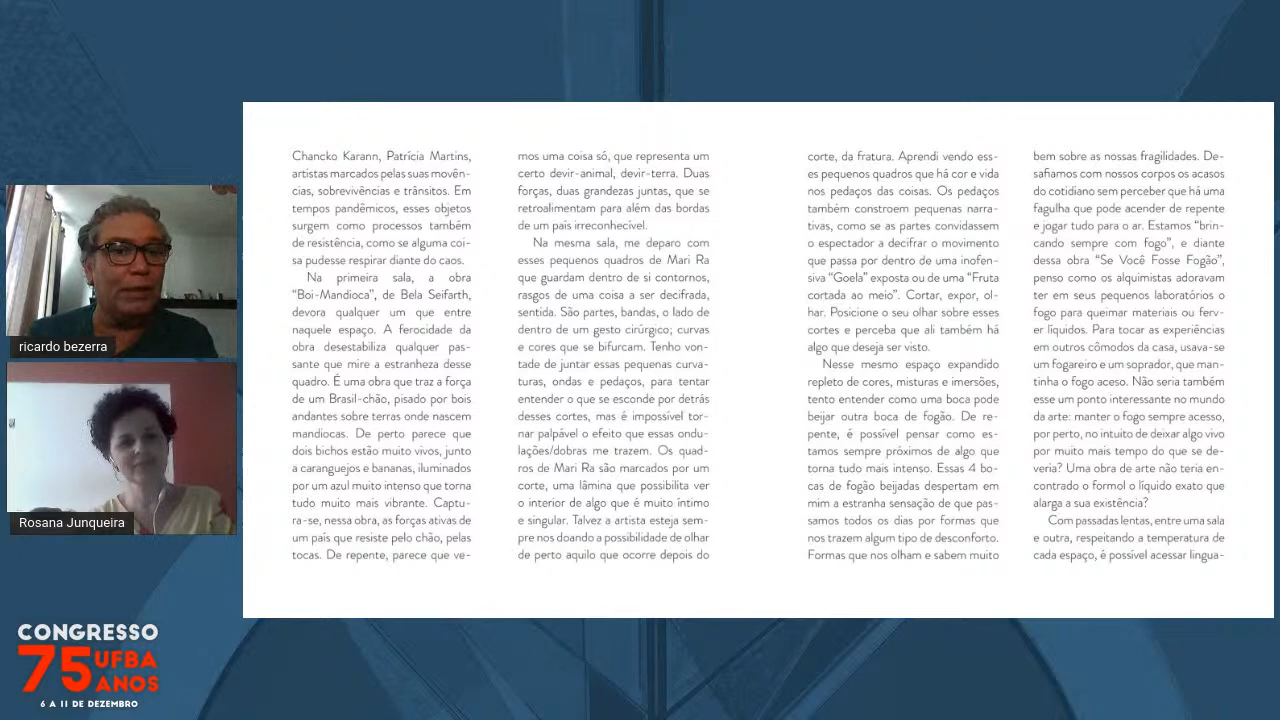 Chancko Karann, Patrícia Martins,
artistas marcados pelas suas movên-
cias, sobrevivências e trânsitos. Em
tempos pandêmicos, esses objetos
surgem como processos também
de resistência, como se alguma coi-
sa pudesse respirar diante do caos.
Na primeira sala, a obra
“Boi-Mandioca”, de Bela Seifarth,
devora qualquer um que entre
naquele espaço. A ferocidade da
obra desestabiliza qualquer pas-
sante que mire a estranheza desse
quadro. É uma obra que traz a força
de um Brasil-chão, pisado por bois
andantes sobre terras onde nascem
mandiocas. De perto parece que
dois bichos estão muito vivos, junto
a caranguejos e bananas, iluminados
por um azul muito intenso que torna
tudo muito mais vibrante. Captu-
ra-se, nessa obra, as forças ativas de
um país que resiste pelo chão, pelas
tocas. De repente, parece que ve-
mos uma coisa só, que representa um
certo devir-animal, devir-terra. Duas
forças, duas grandezas juntas, que se
retroalimentam para além das bordas
de um país irreconhecível.
Na mesma sala, me deparo com
esses pequenos quadros de Mari Ra
que guardam dentro de si contornos,
rasgos de uma coisa a ser decifrada,
sentida. São partes, bandas, o lado de
dentro de um gesto cirúrgico; curvas
e cores que se bifurcam. Tenho von-
tade de juntar essas pequenas curva-
turas, ondas e pedaços, para tentar
entender o que se esconde por detrás
desses cortes, mas é impossível tor-
nar palpável o efeito que essas ondu-
lações/dobras me trazem. Os quad-
ros de Mari Ra são marcados por um
corte, uma lâmina que possibilita ver
o interior de algo que é muito íntimo
e singular. Talvez a artista esteja sem-
pre nos doando a possibilidade de olhar
de perto aquilo que ocorre depois do
corte, da fratura. Aprendi vendo ess-
es pequenos quadros que há cor e vida
nos pedaços das coisas. Os pedaços
também constroem pequenas narra-
tivas, como se as partes convidassem
o espectador a decifrar o movimento
que passa por dentro de uma inofen-
siva “Goela” exposta ou de uma “Fruta
cortada ao meio”. Cortar, expor, ol-
har. Posicione o seu olhar sobre esses
cortes e perceba que ali também há
algo que deseja ser visto.
Nesse mesmo espaço expandido
repleto de cores, misturas e imersões,
tento entender como uma boca pode
beijar outra boca de fogão. De re-
pente, é possível pensar como es-
tamos sempre próximos de algo que
torna tudo mais intenso. Essas 4 bo-
cas de fogão beijadas despertam em
mim a estranha sensação de que pas-
samos todos os dias por formas que
nos trazem algum tipo de desconforto.
Formas que nos olham e sabem muito
bem sobre as nossas fragilidades. De-
safiamos com nossos corpos os acasos
do cotidiano sem perceber que há uma
fagulha que pode acender de repente
e jogar tudo para o ar. Estamos “brin-
cando sempre com fogo”, e diante
dessa obra “Se Você Fosse Fogão”,
penso como os alquimistas adoravam
ter em seus pequenos laboratórios o
fogo para queimar materiais ou ferv-
er líquidos. Para tocar as experiências
em outros cômodos da casa, usava-se
um fogareiro e um soprador, que man-
tinha o fogo aceso. Não seria também
esse um ponto interessante no mundo
da arte: manter o fogo sempre acesso,
por perto, no intuito de deixar algo vivo
por muito mais tempo do que se de-
veria? Uma obra de arte não teria en-
contrado o formol o líquido exato que
alarga a sua existência?
Com passadas lentas, entre uma sala
e outra, respeitando a temperatura de
cada espaço, é possível acessar lingua-
ricardo bezerra
Rosana Junqueira
CONGRESSO
75 UFBA
ANOS
6 A 11 DE DEZEMBRO